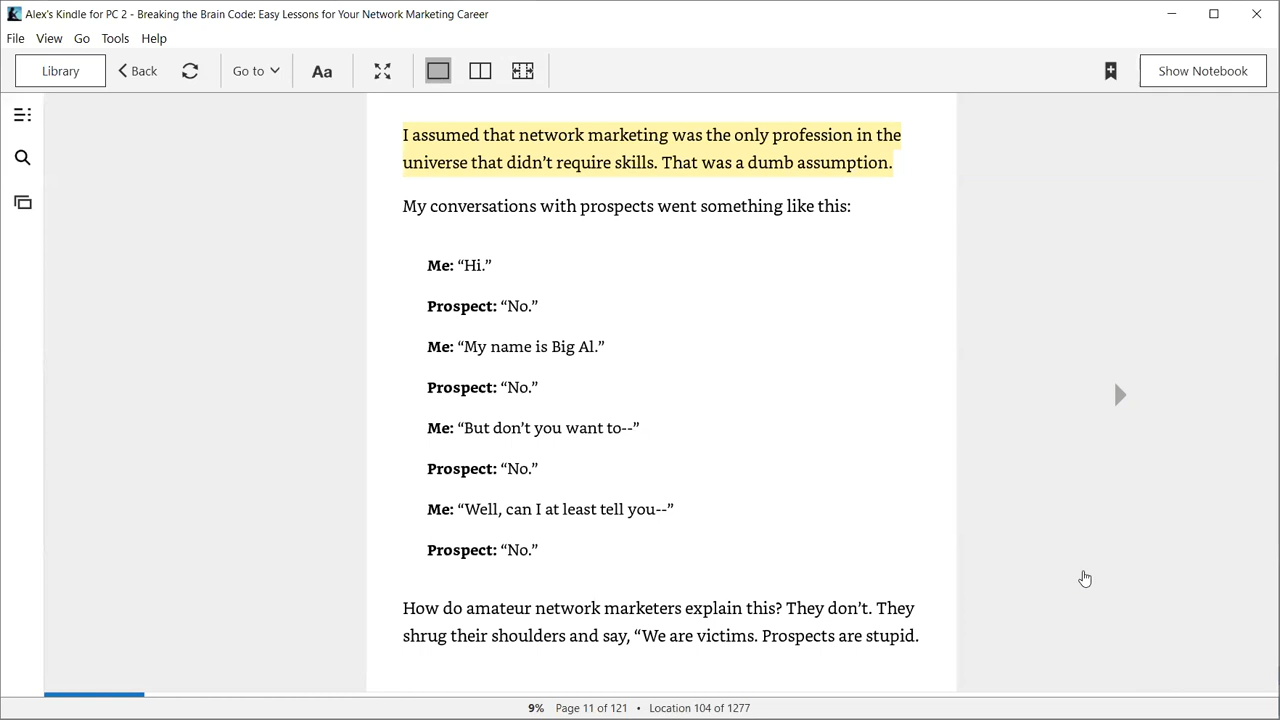 Alex's Kindle for PC 2 - Breaking the Brain Code: Easy Lessons for Your Network Marketing Career
File View Go Tools Help
Library Back Go to Aa Show Notebook
I assumed that network marketing was the only profession in the
universe that didn’t require skills. That was a dumb assumption.
My conversations with prospects went something like this:
Me: “Hi.”
Prospect: “No.”
Me: “My name is Big Al.”
Prospect: “No.”
Me: “But don’t you want to--”
Prospect: “No.”
Me: “Well, can I at least tell you--”
Prospect: “No.”
How do amateur network marketers explain this? They don’t. They
shrug their shoulders and say, “We are victims. Prospects are stupid.
9% Page 11 of 121 • Location 104 of 1277